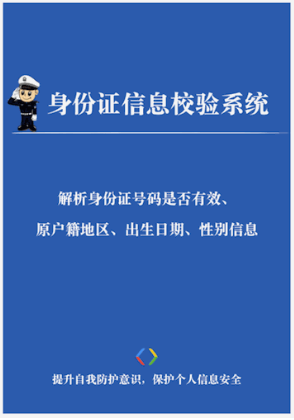 身份证信息校验系统
解析身份证号码是否有效、
原户籍地区、出生日期、性别信息
提升自我防护意识，保护个人信息安全